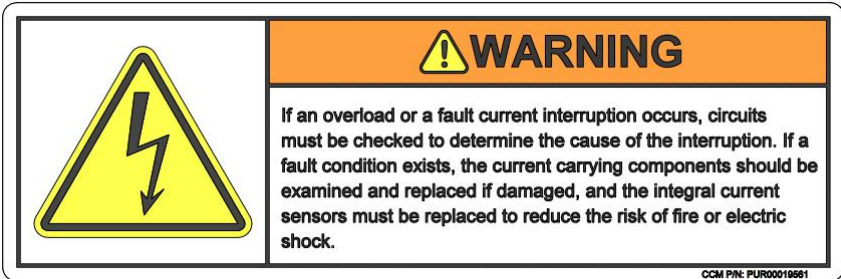 WARNING
If an overload or a fault current interruption occurs, circuits
must be checked to determine the cause of the interruption. If a
fault condition exists, the current carrying components should be
examined and replaced if damaged, and the integral current
sensors must be replaced to reduce the risk of fire or electric
shock.
CCM P/N: PUR00019561